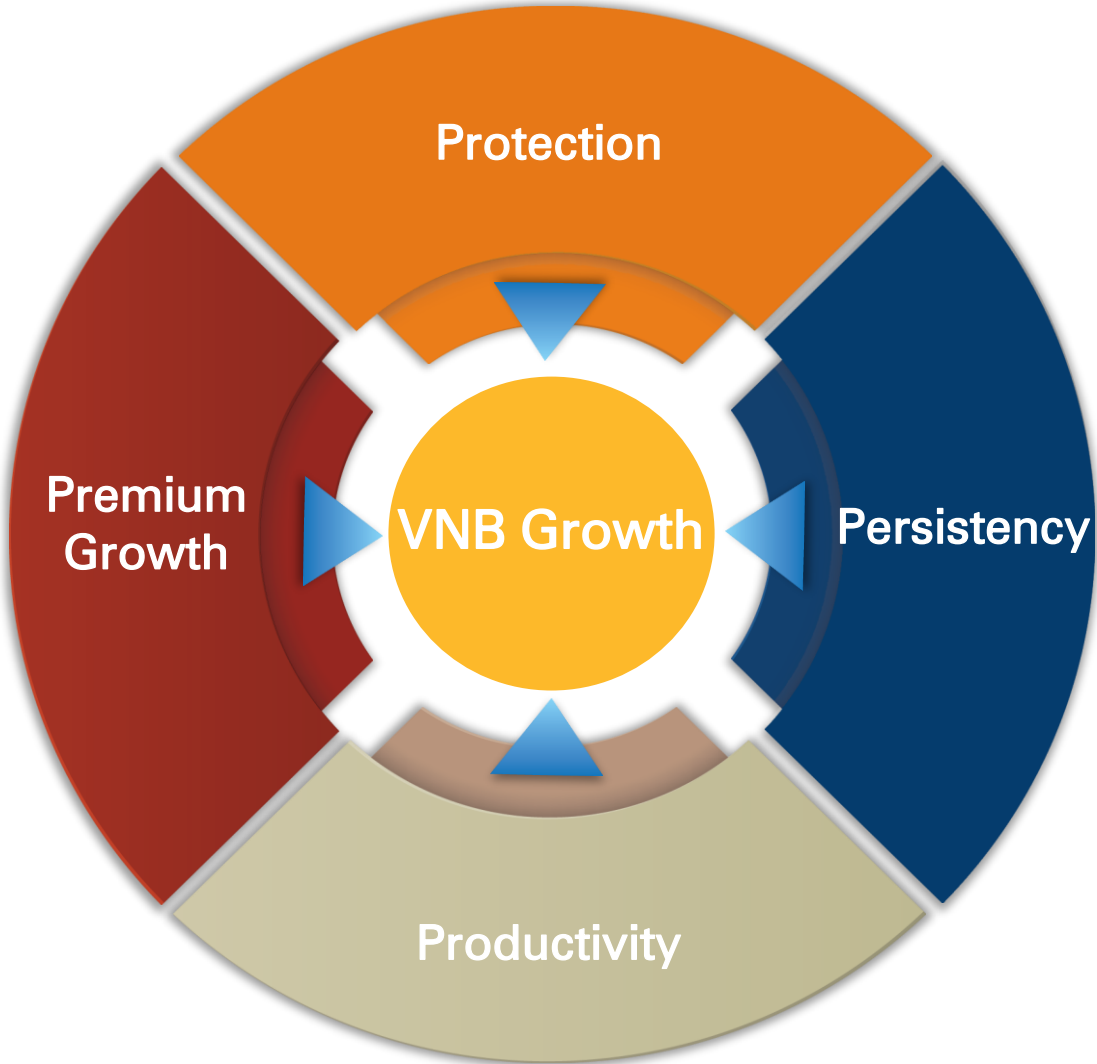 Protection
Premium
Growth
VNB Growth
Persistency
Productivity